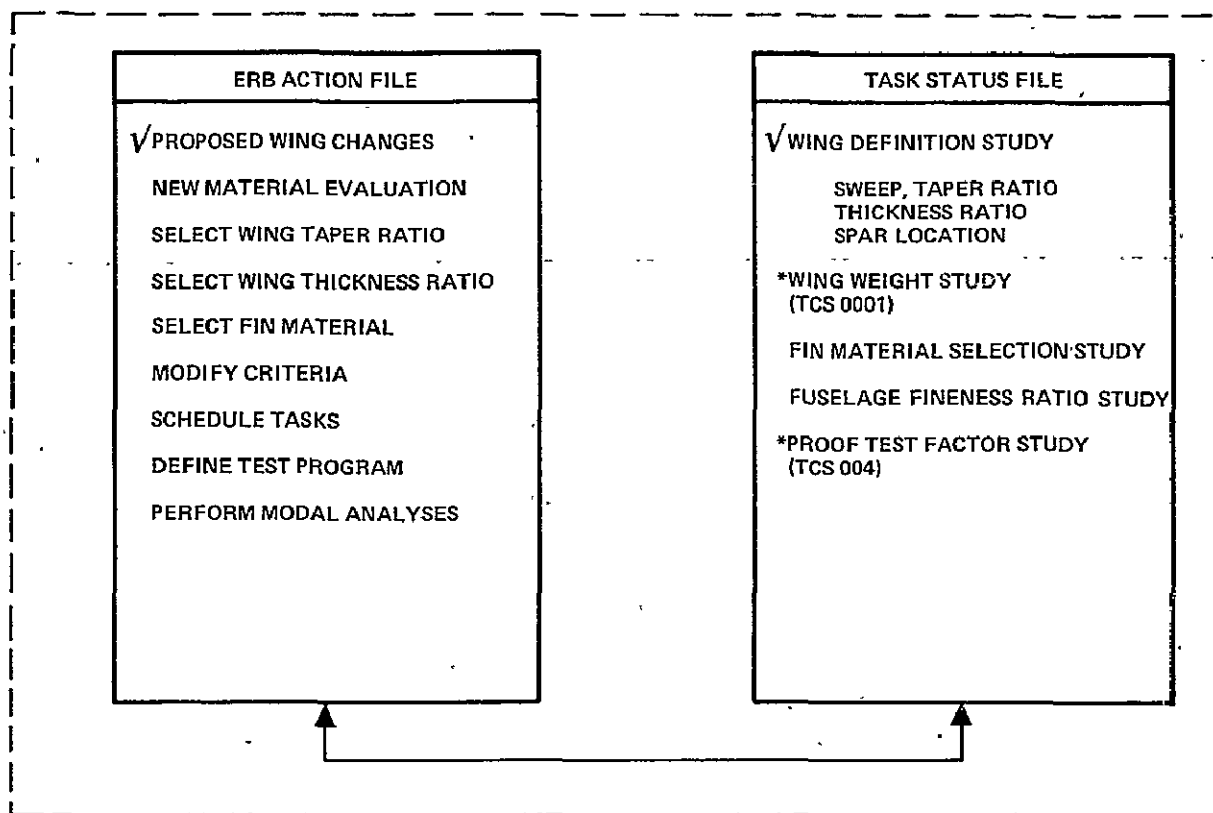 ERB ACTION FILE
√ PROPOSED WING CHANGES
NEW MATERIAL EVALUATION
SELECT WING TAPER RATIO
SELECT WING THICKNESS RATIO
SELECT FIN MATERIAL
MODIFY CRITERIA
SCHEDULE TASKS
DEFINE TEST PROGRAM
PERFORM MODAL ANALYSES
TASK STATUS FILE
√ WING DEFINITION STUDY
SWEEP, TAPER RATIO
THICKNESS RATIO
SPAR LOCATION
*WING WEIGHT STUDY
(TCS 0001)
FIN MATERIAL SELECTION STUDY
FUSELAGE FINENESS RATIO STUDY
*PROOF TEST FACTOR STUDY
(TCS 004)